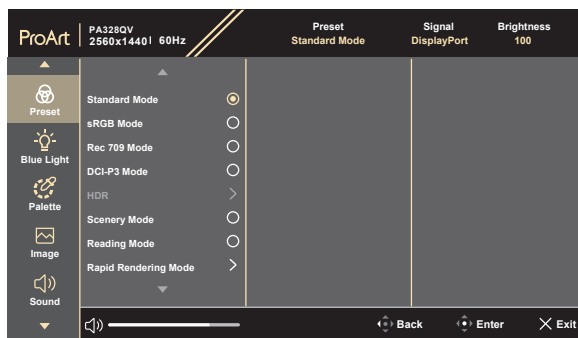 ProArt
PA328QV
2560x1440 60Hz
Preset
Standard Mode
Signal
DisplayPort
Brightness
100
Preset
Blue Light
Palette
Image
Sound
Standard Mode
sRGB Mode
Rec 709 Mode
DCI-P3 Mode
HDR
Scenery Mode
Reading Mode
Rapid Rendering Mode
Back
Enter
Exit